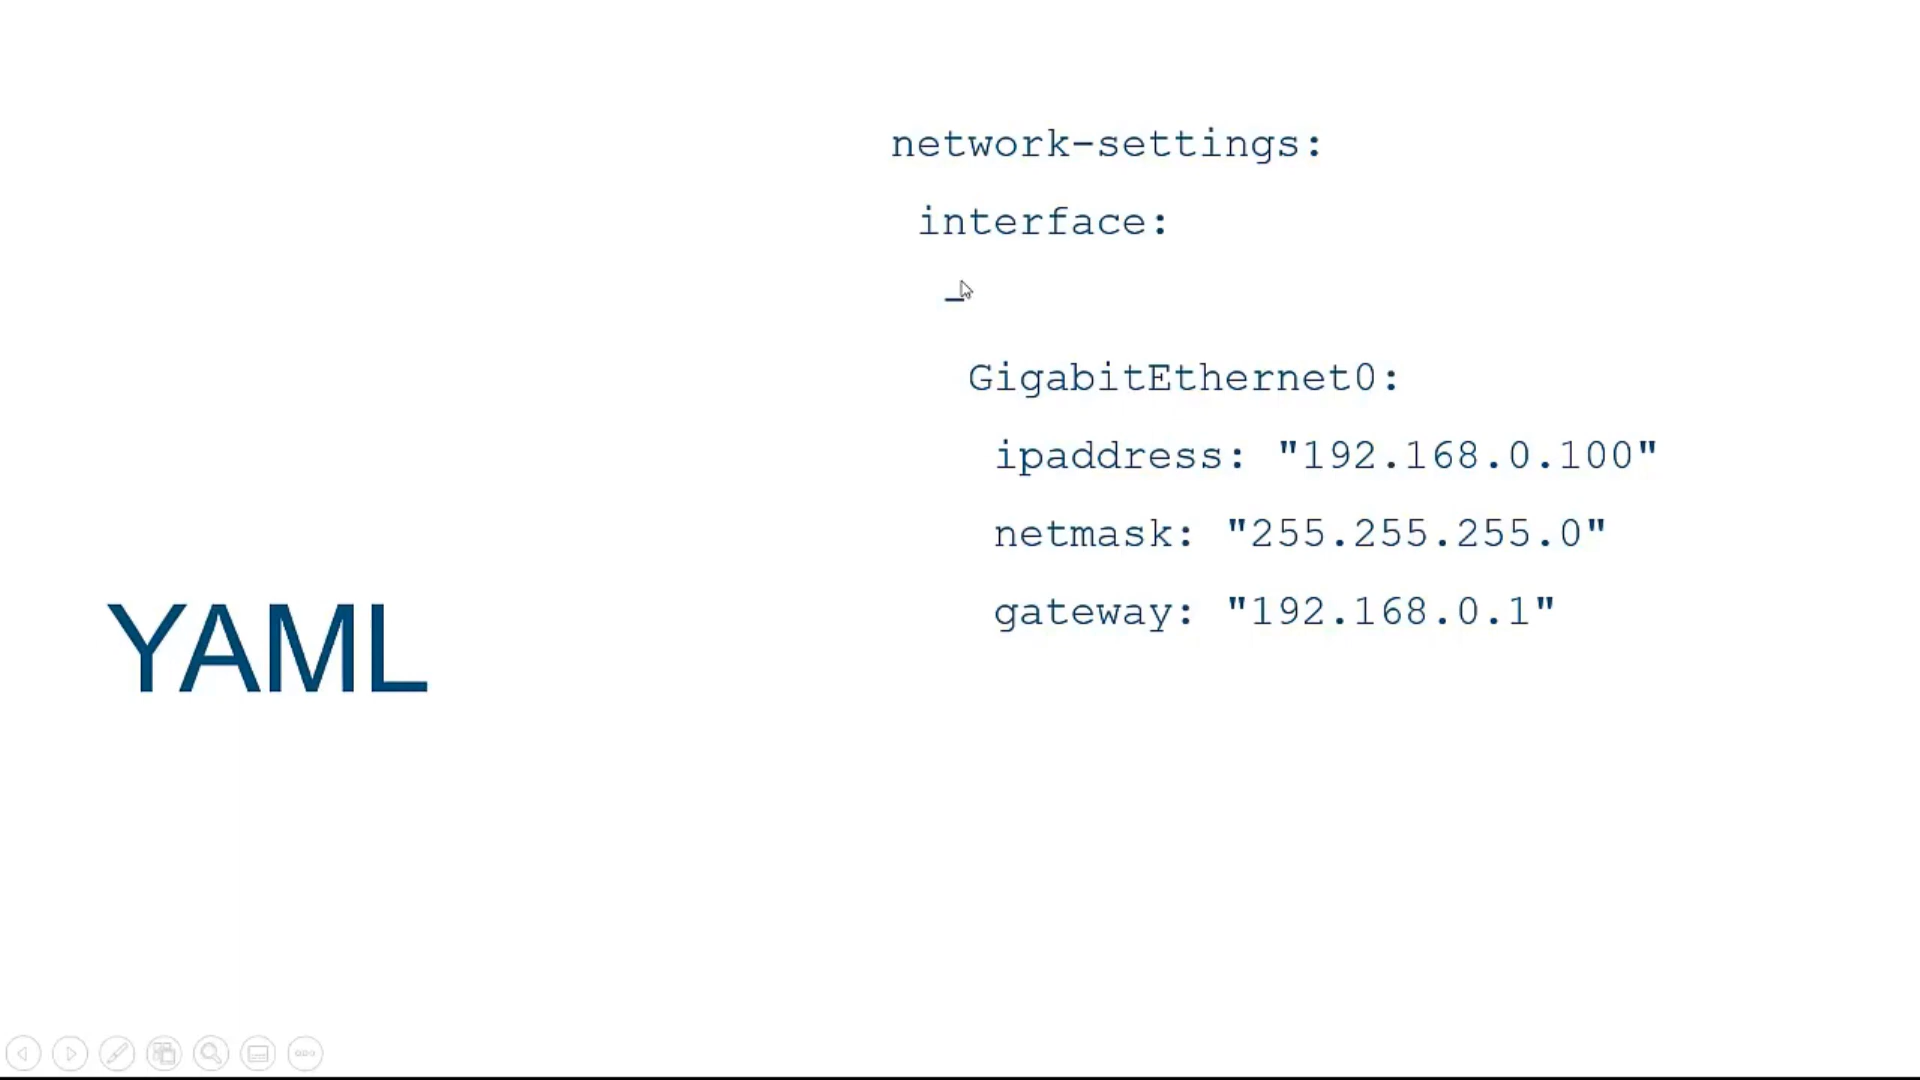 network-settings:
interface:
_
GigabitEthernet0:
ipaddress: "192.168.0.100"
netmask: "255.255.255.0"
gateway: "192.168.0.1"
YAML